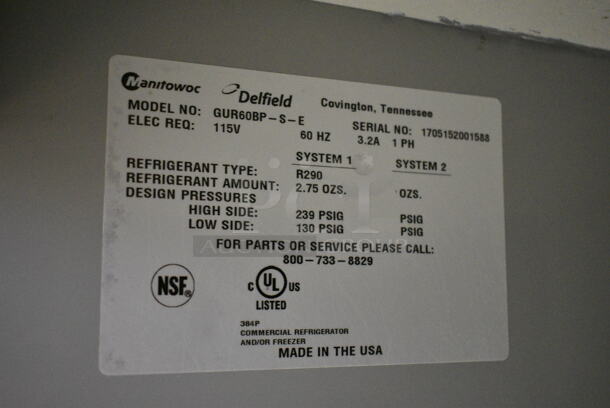 Manitowoc Delfield Covington, Tennessee
MODEL NO: GUR60BP-S-E SERIAL NO: 1705152001588
ELEC REQ: 115V 60 HZ 3.2A 1 PH
SYSTEM 1 SYSTEM 2
REFRIGERANT TYPE: R290
REFRIGERANT AMOUNT: 2.75 OZS. OZS.
DESIGN PRESSURES
HIGH SIDE: 239 PSIG PSIG
LOW SIDE: 130 PSIG PSIG
FOR PARTS OR SERVICE PLEASE CALL:
800-733-8829
NSF
C UL US
LISTED
384P
COMMERCIAL REFRIGERATOR
AND/OR FREEZER
MADE IN THE USA